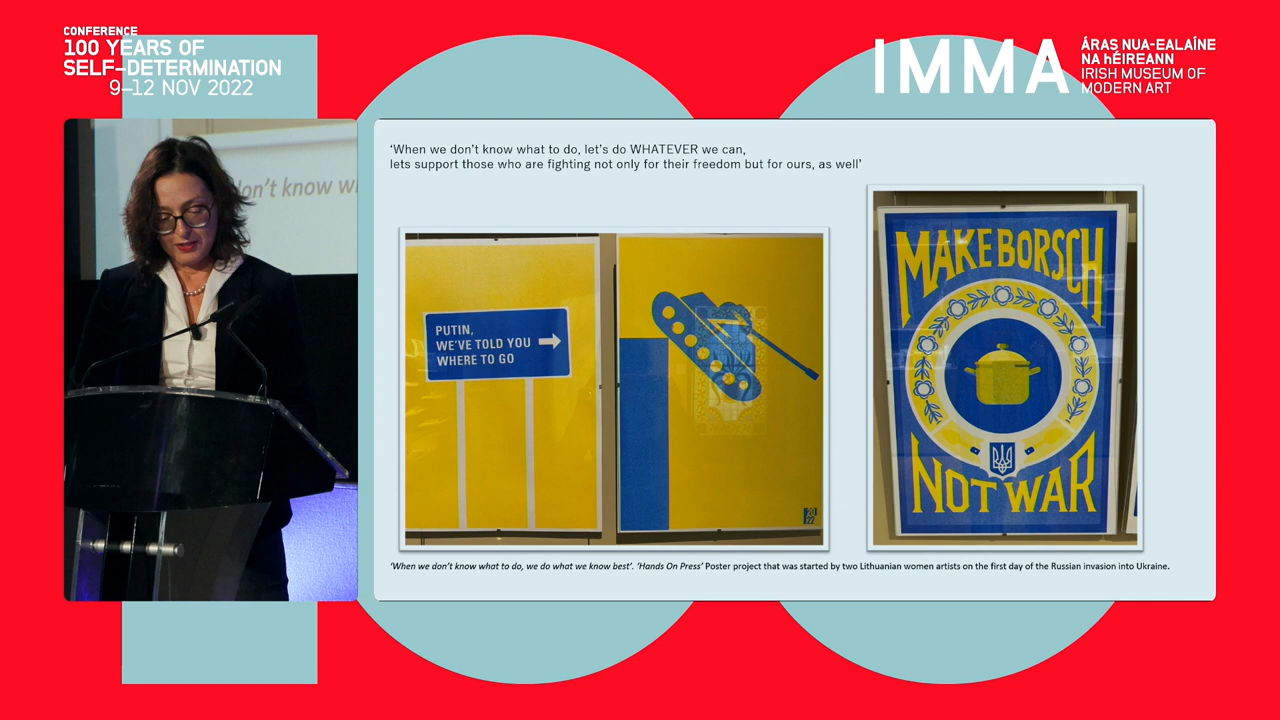 CONFERENCE
100 YEARS OF
SELF–DETERMINATION
9–12 NOV 2022
IMMA
ÁRAS NUA-EALAÍNE
NA hÉIREANN
IRISH MUSEUM OF
MODERN ART
don't know w
'When we don't know what to do, let's do WHATEVER we can,
lets support those who are fighting not only for their freedom but for ours, as well'
PUTIN,
WE'VE TOLD YOU
WHERE TO GO
20
22
MAKE BORSCH
NOT WAR
'When we don't know what to do, we do what we know best'. 'Hands On Press' Poster project that was started by two Lithuanian women artists on the first day of the Russian invasion into Ukraine.